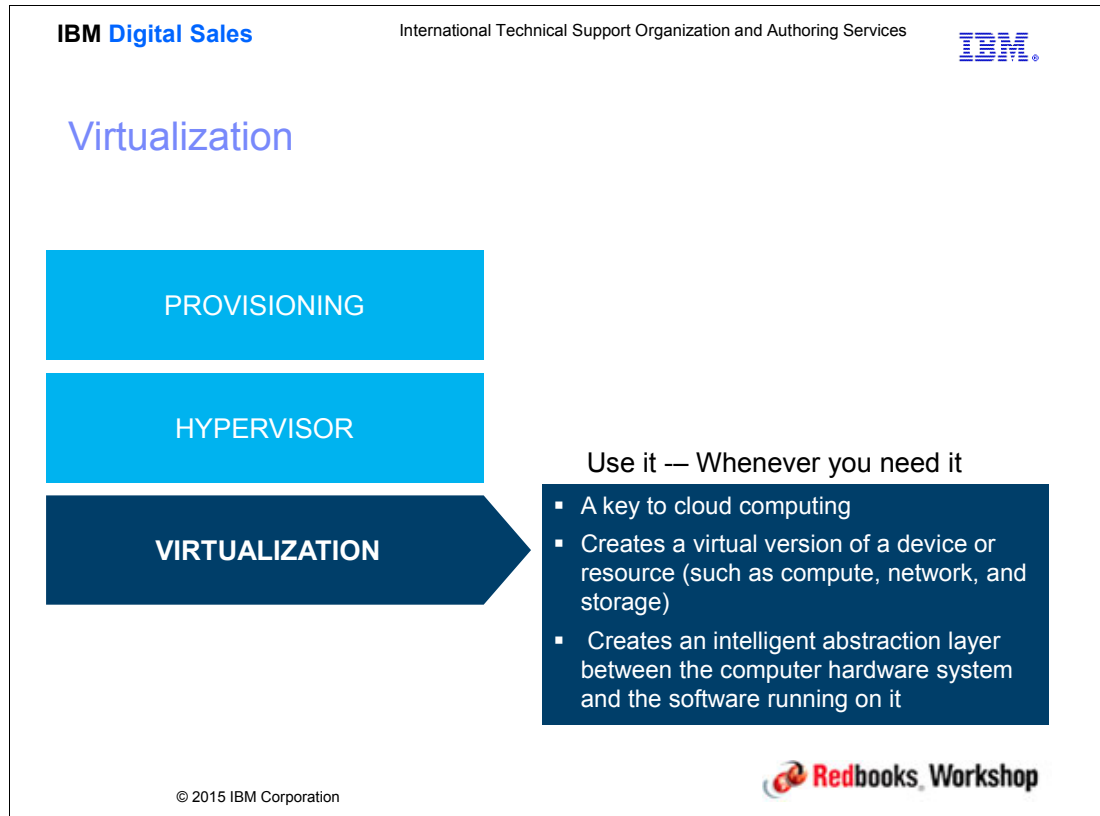 IBM Digital Sales
International Technical Support Organization and Authoring Services
IBM®
Virtualization
PROVISIONING
HYPERVISOR
VIRTUALIZATION
Use it -– Whenever you need it
▪ A key to cloud computing
▪ Creates a virtual version of a device or
resource (such as compute, network, and
storage)
▪ Creates an intelligent abstraction layer
between the computer hardware system
and the software running on it
© 2015 IBM Corporation
Redbooks® Workshop